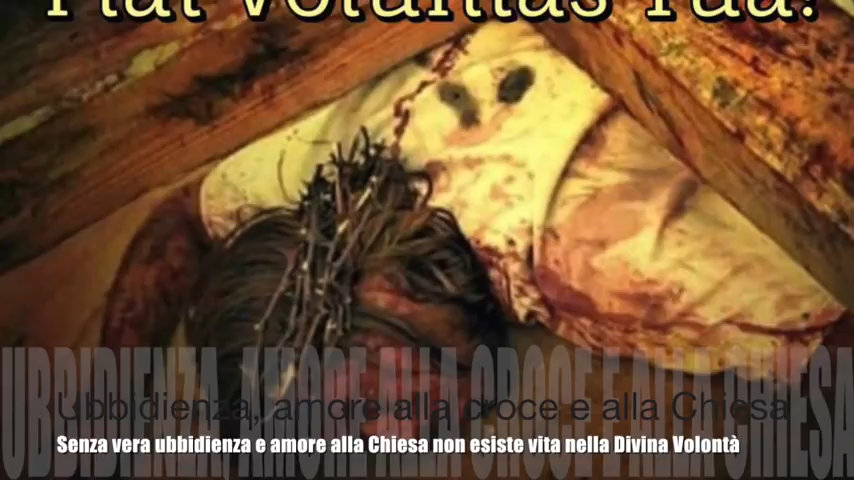 Fiat Voluntas Tua!
UBBIDIENZA, AMORE ALLA CROCE E ALLA CHIESA
Ubbidienza, amore alla croce e alla Chiesa
Senza vera ubbidienza e amore alla Chiesa non esiste vita nella Divina Volontà